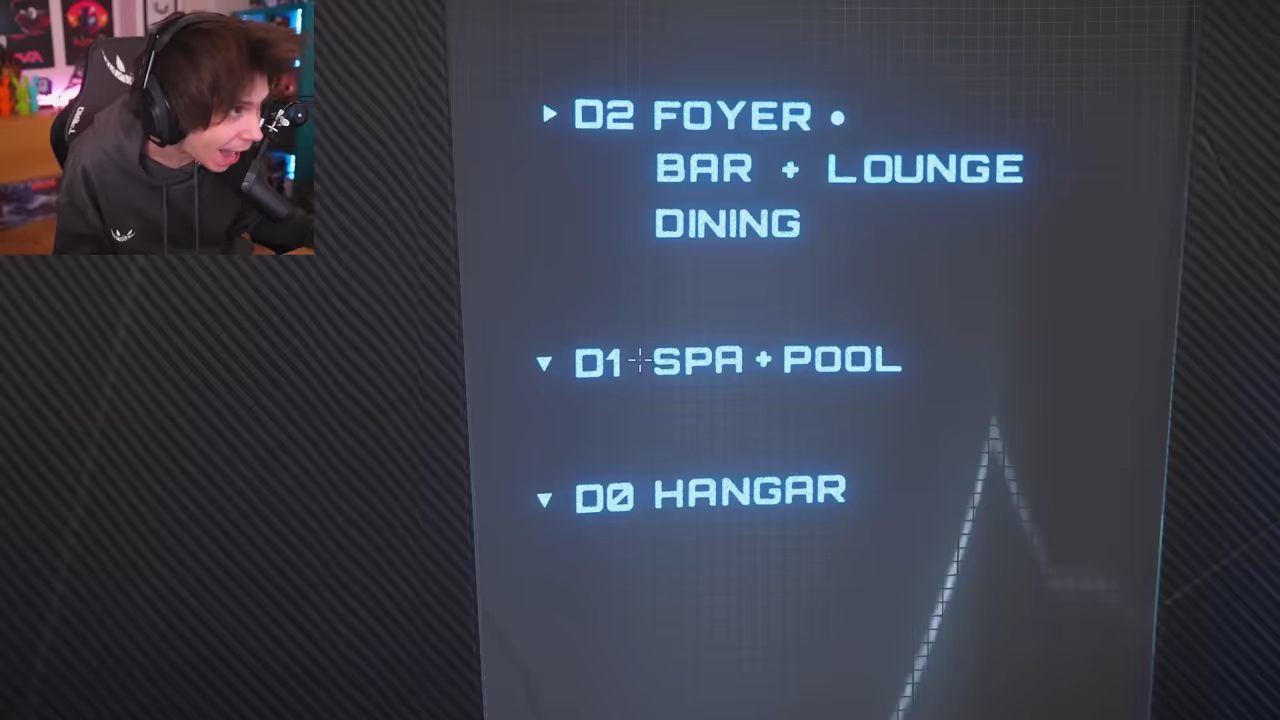 ▶ D2 FOYER •
BAR + LOUNGE
DINING
▼ D1 SPA + POOL
▼ D0 HANGAR